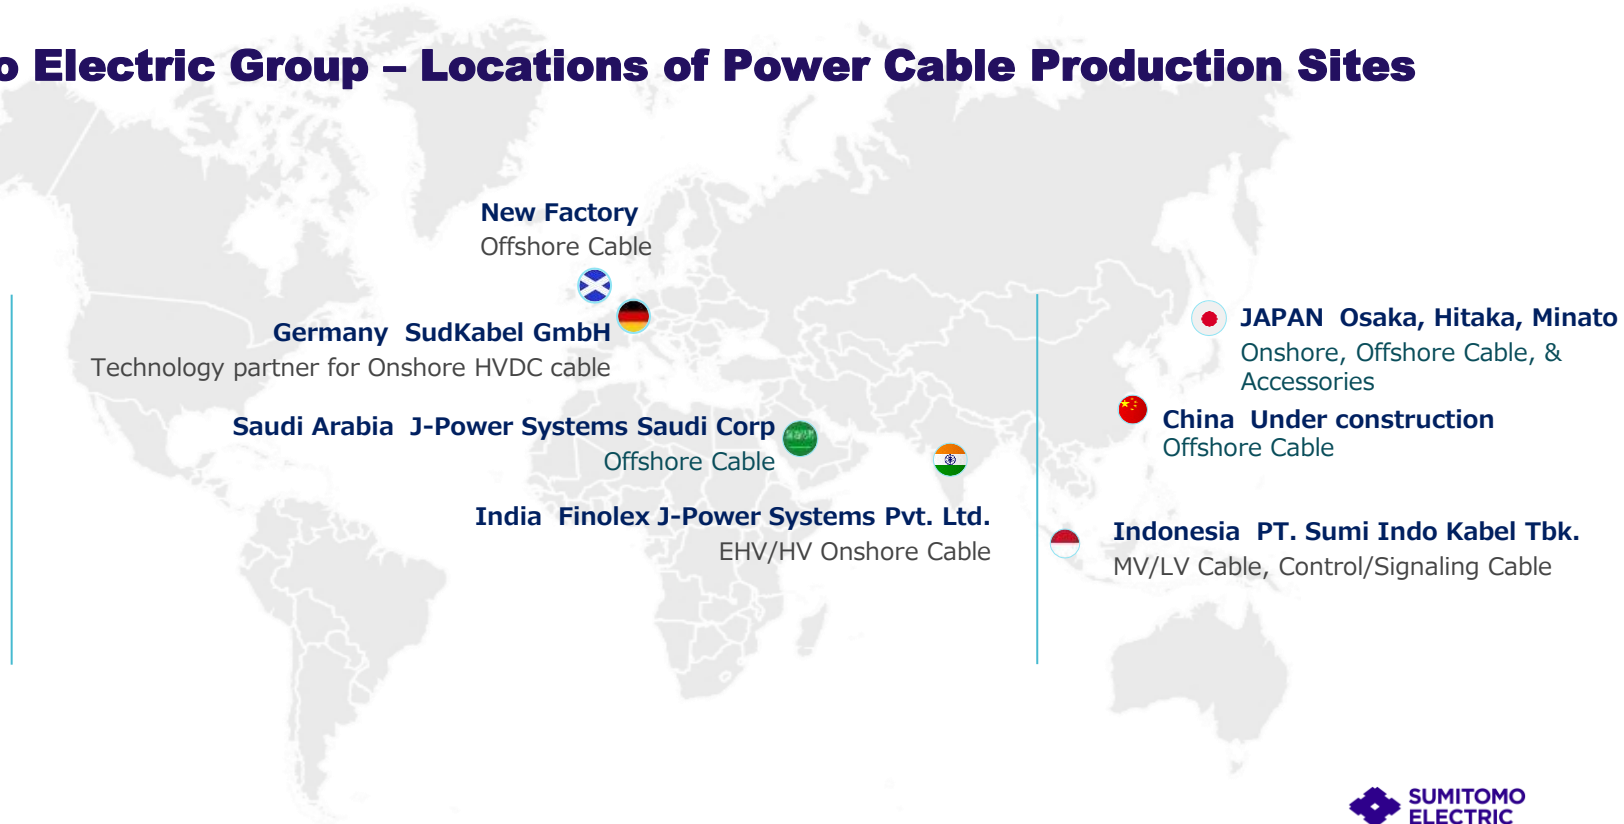 o Electric Group – Locations of Power Cable Production Sites
New Factory
Offshore Cable
Germany SudKabel GmbH
Technology partner for Onshore HVDC cable
Saudi Arabia J-Power Systems Saudi Corp
Offshore Cable
India Finolex J-Power Systems Pvt. Ltd.
EHV/HV Onshore Cable
JAPAN Osaka, Hitaka, Minato
Onshore, Offshore Cable, &
Accessories
China Under construction
Offshore Cable
Indonesia PT. Sumi Indo Kabel Tbk.
MV/LV Cable, Control/Signaling Cable
SUMITOMO
ELECTRIC